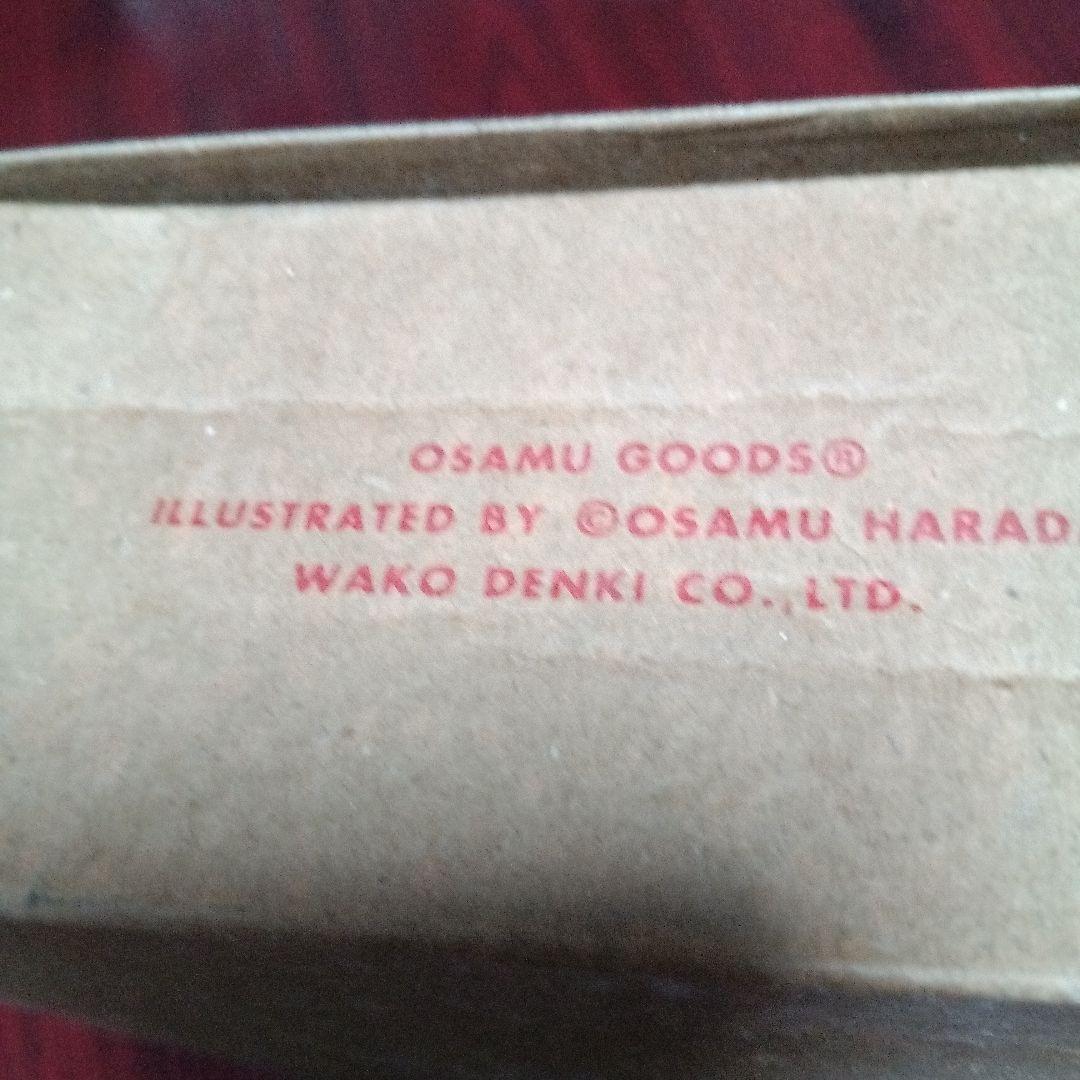 OSAMU GOODS®
ILLUSTRATED BY ©OSAMU HARAD
WAKO DENKI CO., LTD.